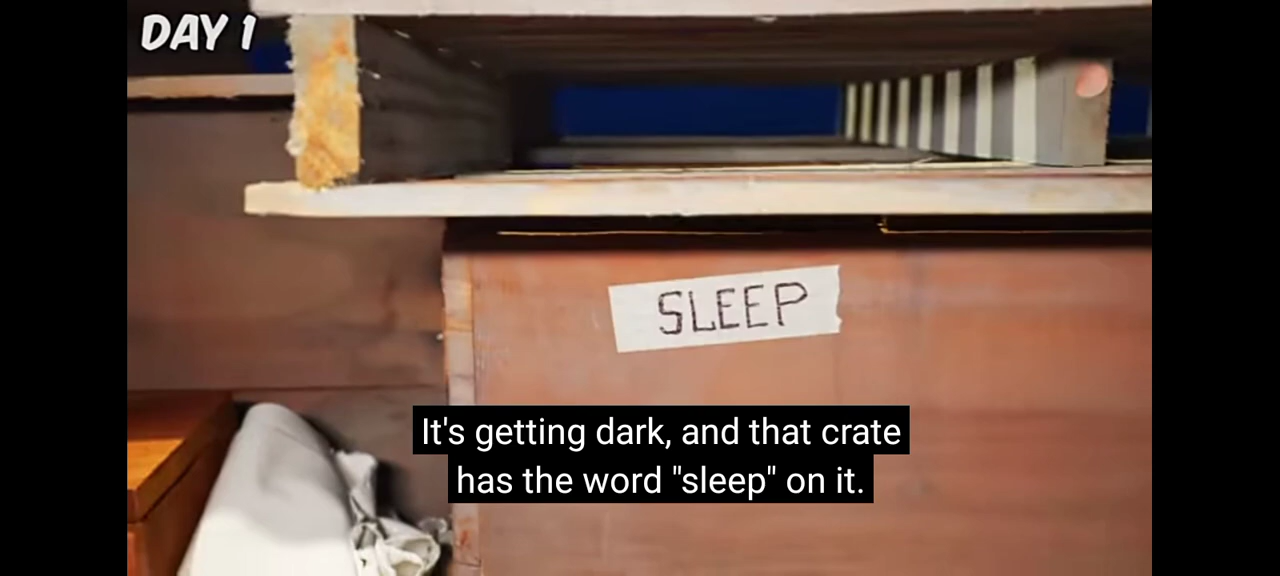 DAY 1
SLEEP
It's getting dark, and that crate
has the word "sleep" on it.